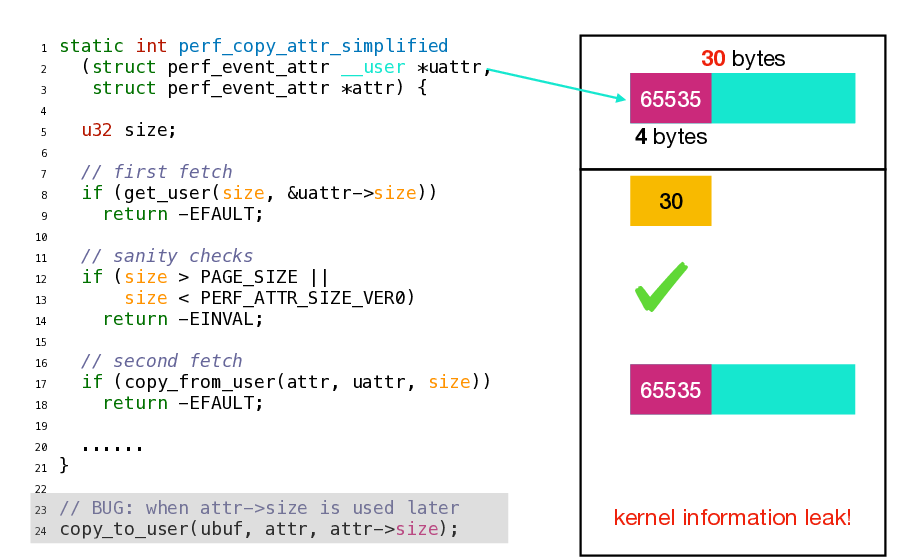 1 static int perf_copy_attr_simplified
2 (struct perf_event_attr __user *uattr,
3 struct perf_event_attr *attr) {
4
5 u32 size;
6
7 // first fetch
8 if (get_user(size, &uattr->size))
9 return -EFAULT;
10
11 // sanity checks
12 if (size > PAGE_SIZE ||
13 size < PERF_ATTR_SIZE_VER0)
14 return -EINVAL;
15
16 // second fetch
17 if (copy_from_user(attr, uattr, size))
18 return -EFAULT;
19
20 ......
21 }
22
23 // BUG: when attr->size is used later
24 copy_to_user(ubuf, attr, attr->size);
30 bytes
65535
4 bytes
30
65535
kernel information leak!